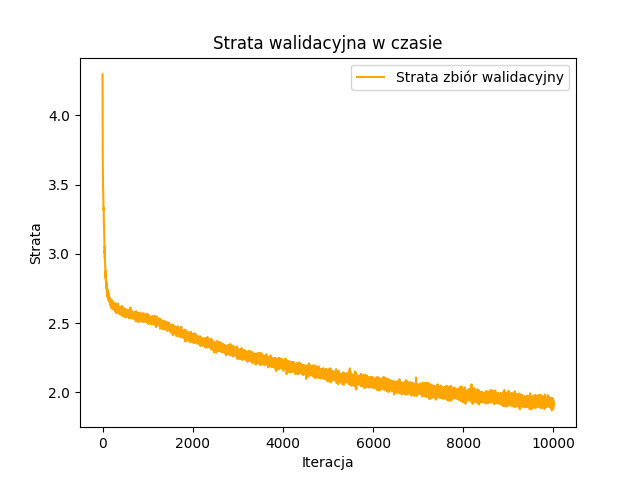 Strata walidacyjna w czasie
Strata zbiór walidacyjny
4.0
3.5
3.0
2.5
2.0
Strata
0 2000 4000 6000 8000 10000
Iteracja